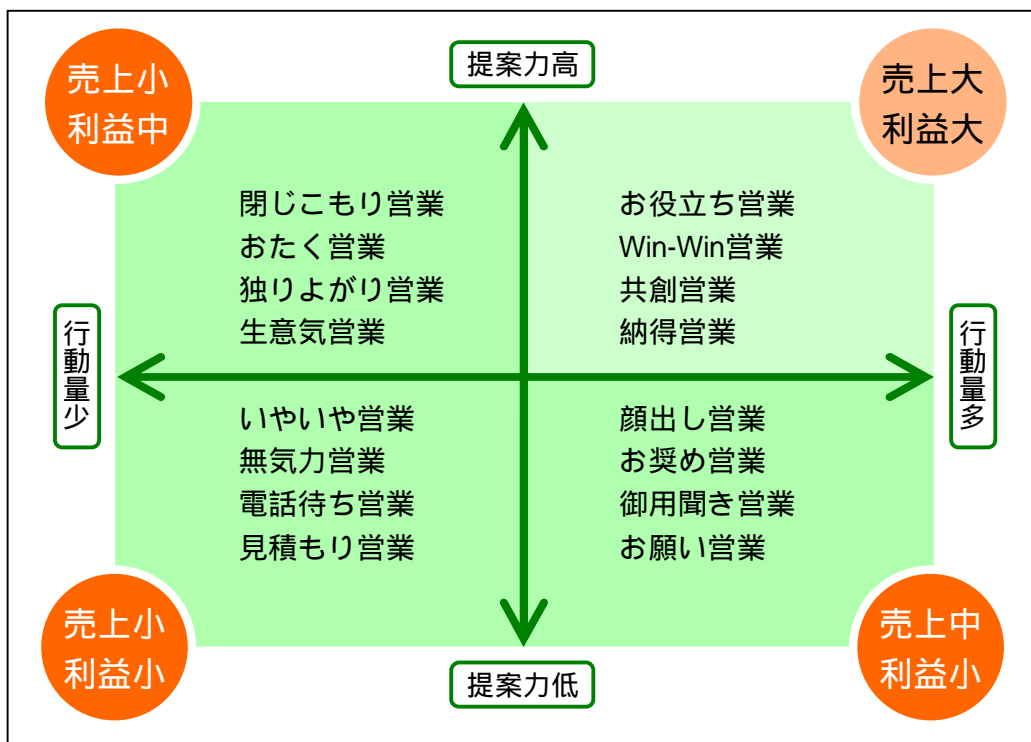 売上小
利益中
提案力高
売上大
利益大
閉じこもり営業
おたく営業
独りよがり営業
生意気営業
お役立ち営業
Win-Win営業
共創営業
納得営業
行動量少
行動量多
いやいや営業
無気力営業
電話待ち営業
見積もり営業
顔出し営業
お奨め営業
御用聞き営業
お願い営業
売上小
利益小
提案力低
売上中
利益小